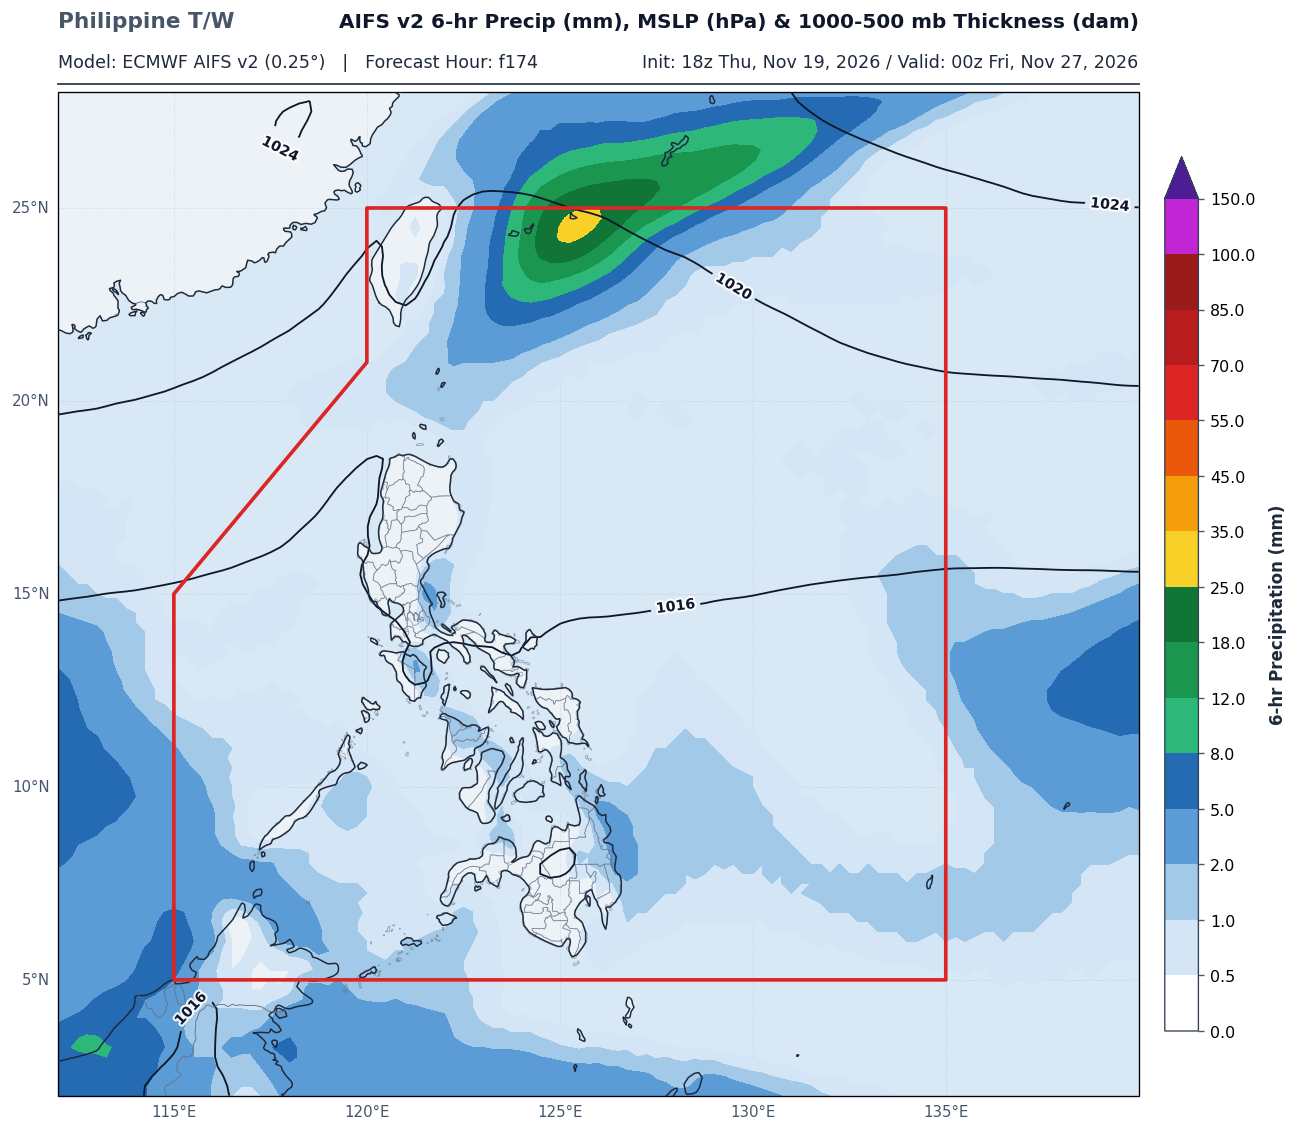 Philippine T/W
AIFS v2 6-hr Precip (mm), MSLP (hPa) & 1000-500 mb Thickness (dam)
Model: ECMWF AIFS v2 (0.25°)   |   Forecast Hour: f174
Init: 18z Thu, Nov 19, 2026 / Valid: 00z Fri, Nov 27, 2026
1024
1024
1020
1016
1016
25°N
20°N
15°N
10°N
5°N
115°E
120°E
125°E
130°E
135°E
150.0
100.0
85.0
70.0
55.0
45.0
35.0
25.0
18.0
12.0
8.0
5.0
2.0
1.0
0.5
0.0
6-hr Precipitation (mm)